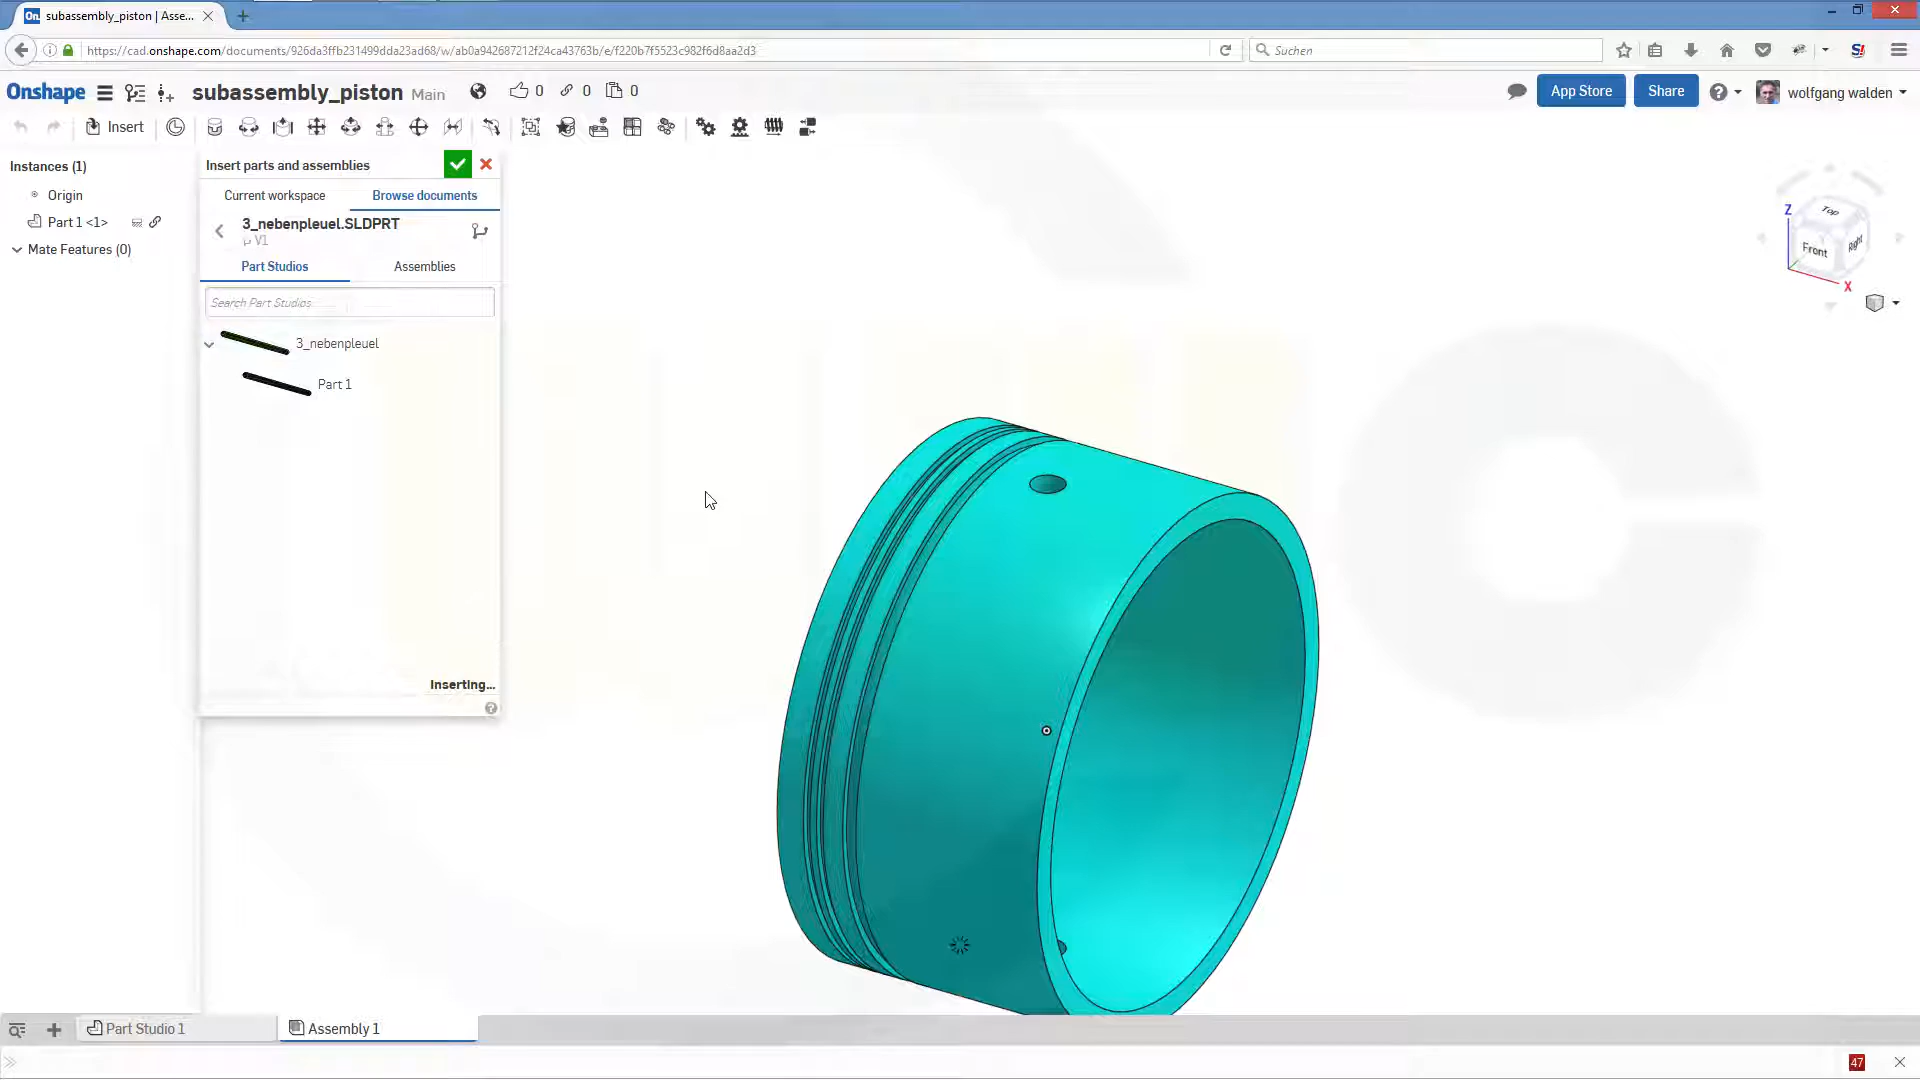 subassembly_piston | Asse...
https://cad.onshape.com/documents/926da3ffb231499dda23ad68/w/ab0a942687212f24ca43763b/e/f220b7f5523c982f6d8aa2d3
Suchen
Onshape
subassembly_piston Main
0
0
0
App Store
Share
wolfgang walden
Insert
Instances (1)
Origin
Part 1 <1>
Mate Features (0)
Insert parts and assemblies
Current workspace
Browse documents
3_nebenpleuel.SLDPRT
V1
Part Studios
Assemblies
Search Part Studios
3_nebenpleuel
Part 1
Inserting...
Z
Top
Front
Right
X
Part Studio 1
Assembly 1
47